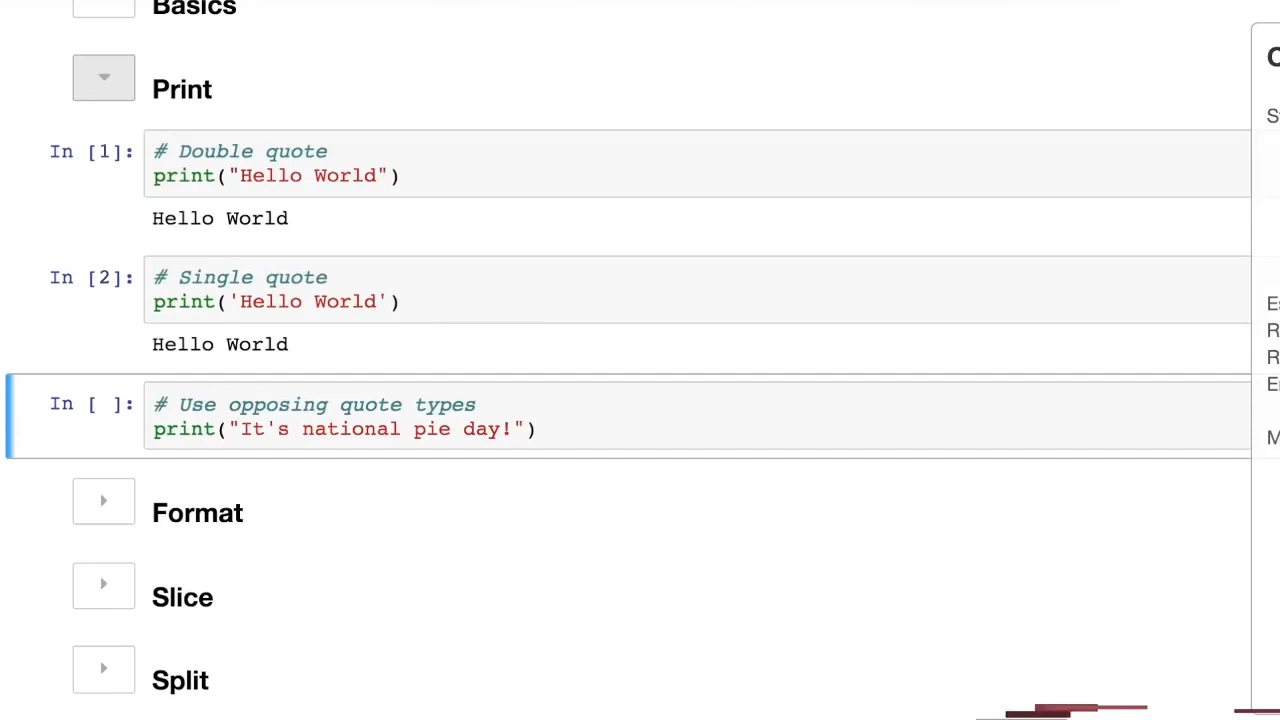 Basics
Print
In [1]:
# Double quote
print("Hello World")
Hello World
In [2]:
# Single quote
print('Hello World')
Hello World
In [ ]:
# Use opposing quote types
print("It's national pie day!")
Format
Slice
Split